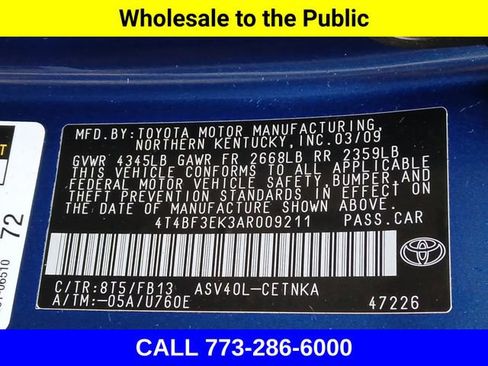 Wholesale to the Public
MFD.BY:TOYOTA MOTOR MANUFACTURING,
NORTHERN KENTUCKY,INC.03/09
GVWR 4345LB GAWR FR 2668LB RR 2359LB
THIS VEHICLE CONFORMS TO ALL APPLICABLE
FEDERAL MOTOR VEHICLE SAFETY, BUMPER, AND
THEFT PREVENTION STANDARDS IN EFFECT ON
THE DATE OF MANUFACTURE SHOWN ABOVE.
4T4BF3EK3AR009211 PASS.CAR
C/TR:8T5/FB13 ASV40L-CETNKA
A/TM:-05A/U760E 47226
TOYOTA
72
CALL 773-286-6000